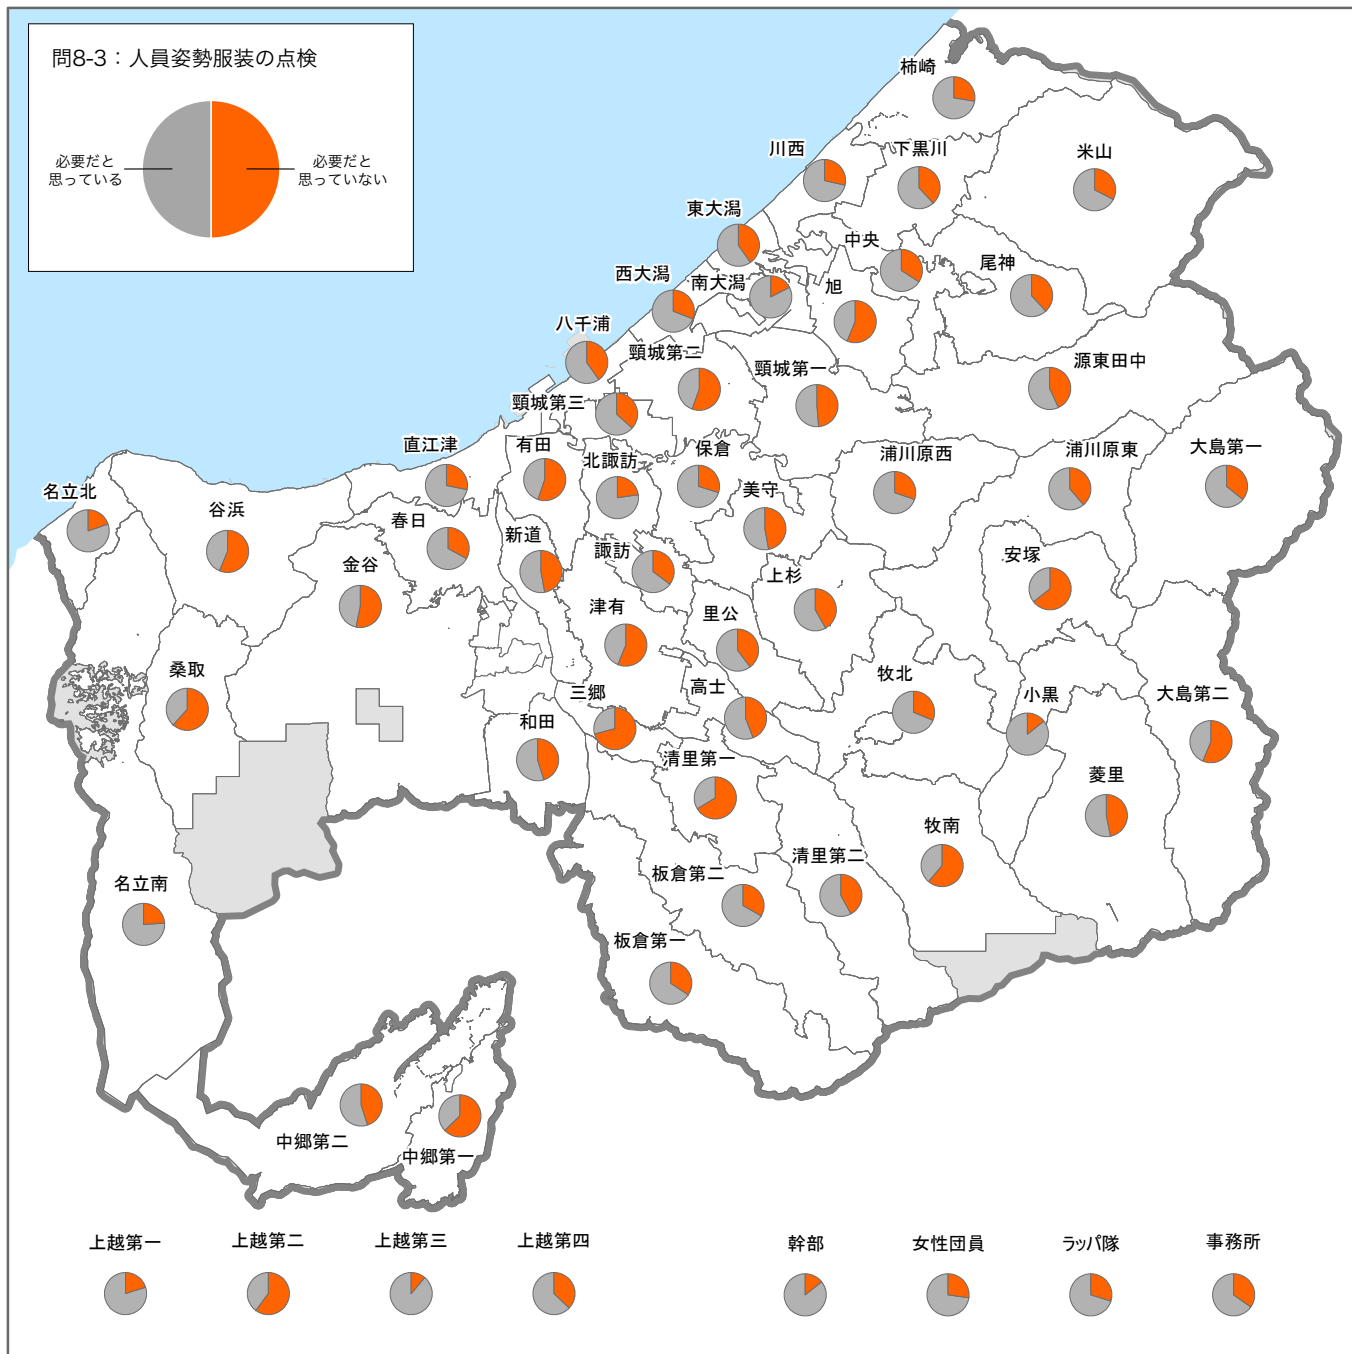 問8-3：人員姿勢服装の点検
必要だと
思っている
必要だと
思っていない
柿崎
川西
下黒川
米山
東大潟
中央
尾神
西大潟
南大潟
旭
八千浦
頸城第二
頸城第一
源東田中
頸城第三
直江津
有田
北諏訪
保倉
浦川原西
浦川原東
大島第一
名立北
谷浜
春日
新道
美守
金谷
諏訪
上杉
安塚
津有
里公
桑取
三郷
高士
牧北
小黒
大島第二
和田
清里第一
菱里
名立南
板倉第二
清里第二
牧南
板倉第一
中郷第二
中郷第一
上越第一
上越第二
上越第三
上越第四
幹部
女性団員
ラッパ隊
事務所